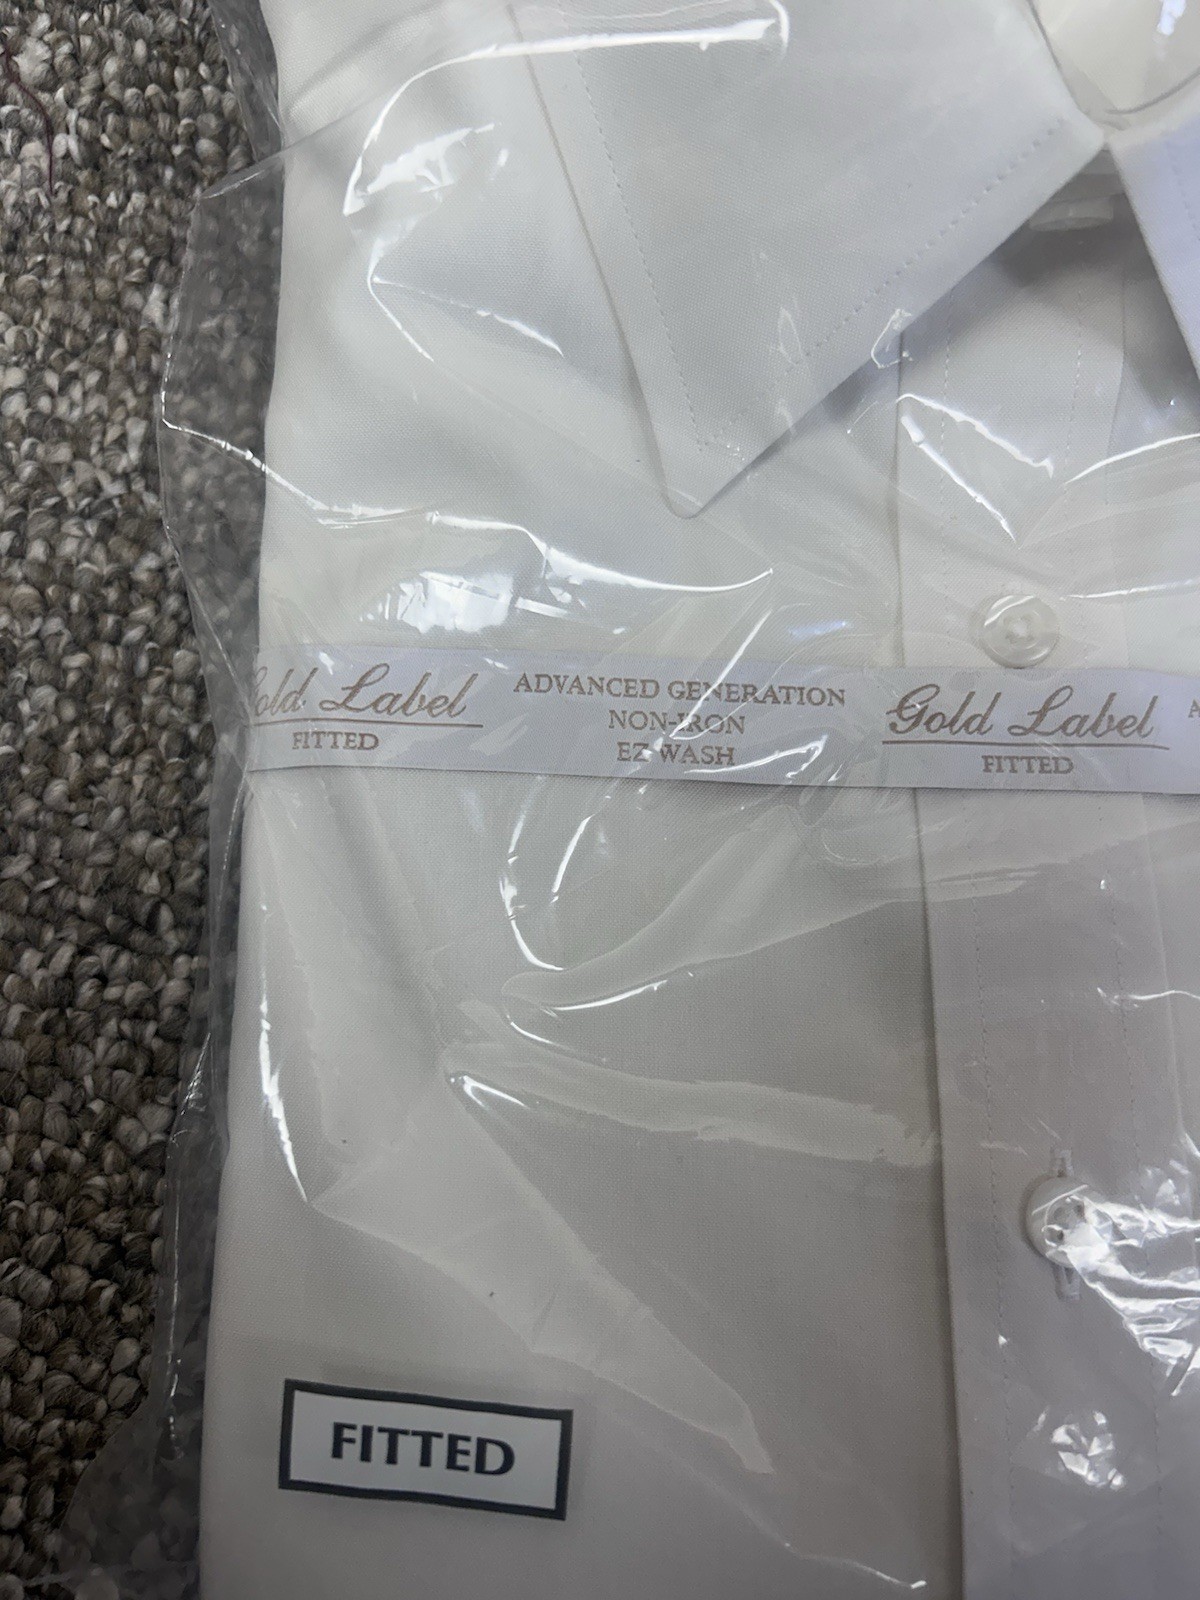 Gold Label
FITTED
ADVANCED GENERATION
NON-IRON
EZ WASH
Gold Label
FITTED
FITTED